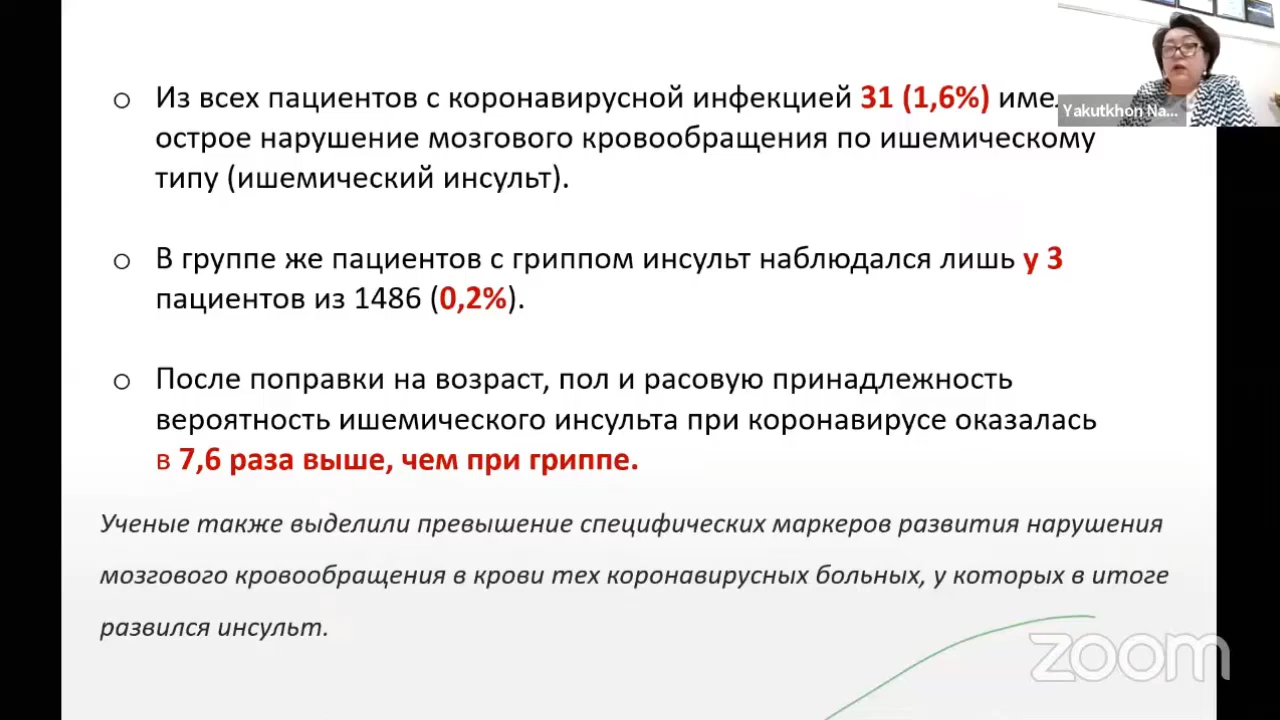 Из всех пациентов с коронавирусной инфекцией 31 (1,6%)
острое нарушение мозгового кровообращения по ишемическому
типу (ишемический инсульт).
В группе же пациентов с гриппом инсульт наблюдался лишь у 3
пациентов из 1486 (0,2%).
После поправки на возраст, пол и расовую принадлежность
вероятность ишемического инсульта при коронавирусе оказалась
в 7,6 раза выше, чем при гриппе.
Ученые также выделили превышение специфических маркеров развития нарушения
мозгового кровообращения в крови тех коронавирусных больных, у которых в итоге
развился инсульт.
Yakutkhon Na...
zoom